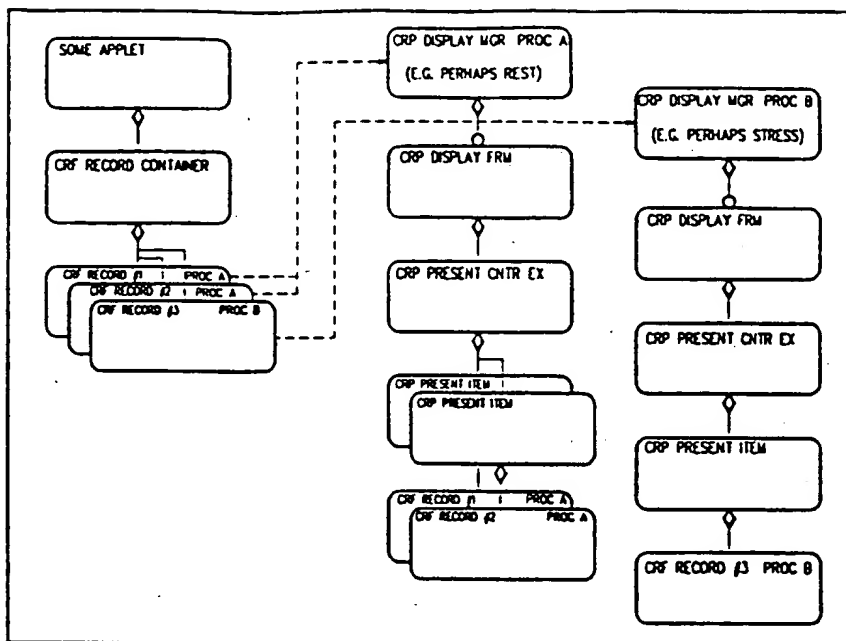 SOME APPLET
CRF RECORD CONTAINER
CRF RECORD #1 PROC A
CRF RECORD #2 PROC A
CRF RECORD #3 PROC B
CRP DISPLAY MGR PROC A
(E.G. PERHAPS REST)
CRP DISPLAY FRM
CRP PRESENT CNTR EX
CRP PRESENT ITEM
CRP PRESENT ITEM
CRF RECORD #1 PROC A
CRF RECORD #2 PROC A
CRP DISPLAY MGR PROC B
(E.G. PERHAPS STRESS)
CRP DISPLAY FRM
CRP PRESENT CNTR EX
CRP PRESENT ITEM
CRF RECORD #3 PROC B